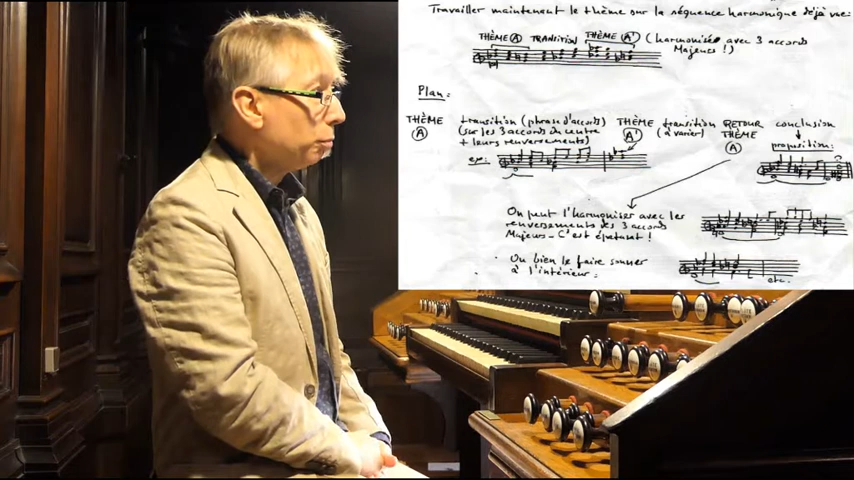 Travailler maintenant le thème sur la séquence harmonique déjà vue:
THÈME A TRANSITION THÈME A' (harmonisée avec 3 accords
Majeurs!)
Plan:
THÈME A
transition (phrase d'accords)
(sur les 3 accords du centre
+ leurs renversements)
ex:
THÈME A'
transition
(à varier)
RETOUR
THÈME
A
conclusion
proposition:
On peut l'harmoniser avec les
renversements des 3 accords
Majeurs - C'est épatant!
Ou bien le faire sonner
à l'intérieur:
etc.